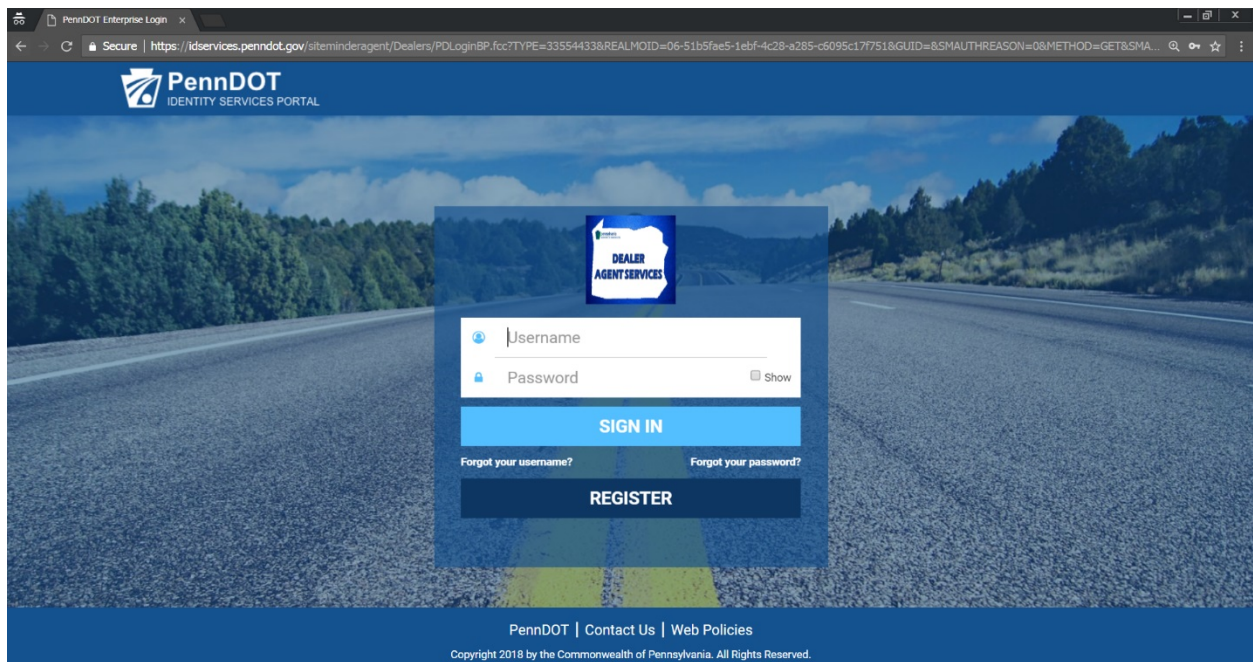 PennDOT Enterprise Login
Secure | https://idservices.penndot.gov/siteminderagent/Dealers/PDLoginBP.fcc?TYPE=33554433&REALMOID=06-51b5fae5-1ebf-4c28-a285-c6095c17f751&GUID=&SMAUTHREASON=0&METHOD=GET&SMA...
PennDOT
IDENTITY SERVICES PORTAL
DEALER
AGENT SERVICES
Username
Password
Show
SIGN IN
Forgot your username? Forgot your password?
REGISTER
PennDOT | Contact Us | Web Policies
Copyright 2018 by the Commonwealth of Pennsylvania. All Rights Reserved.